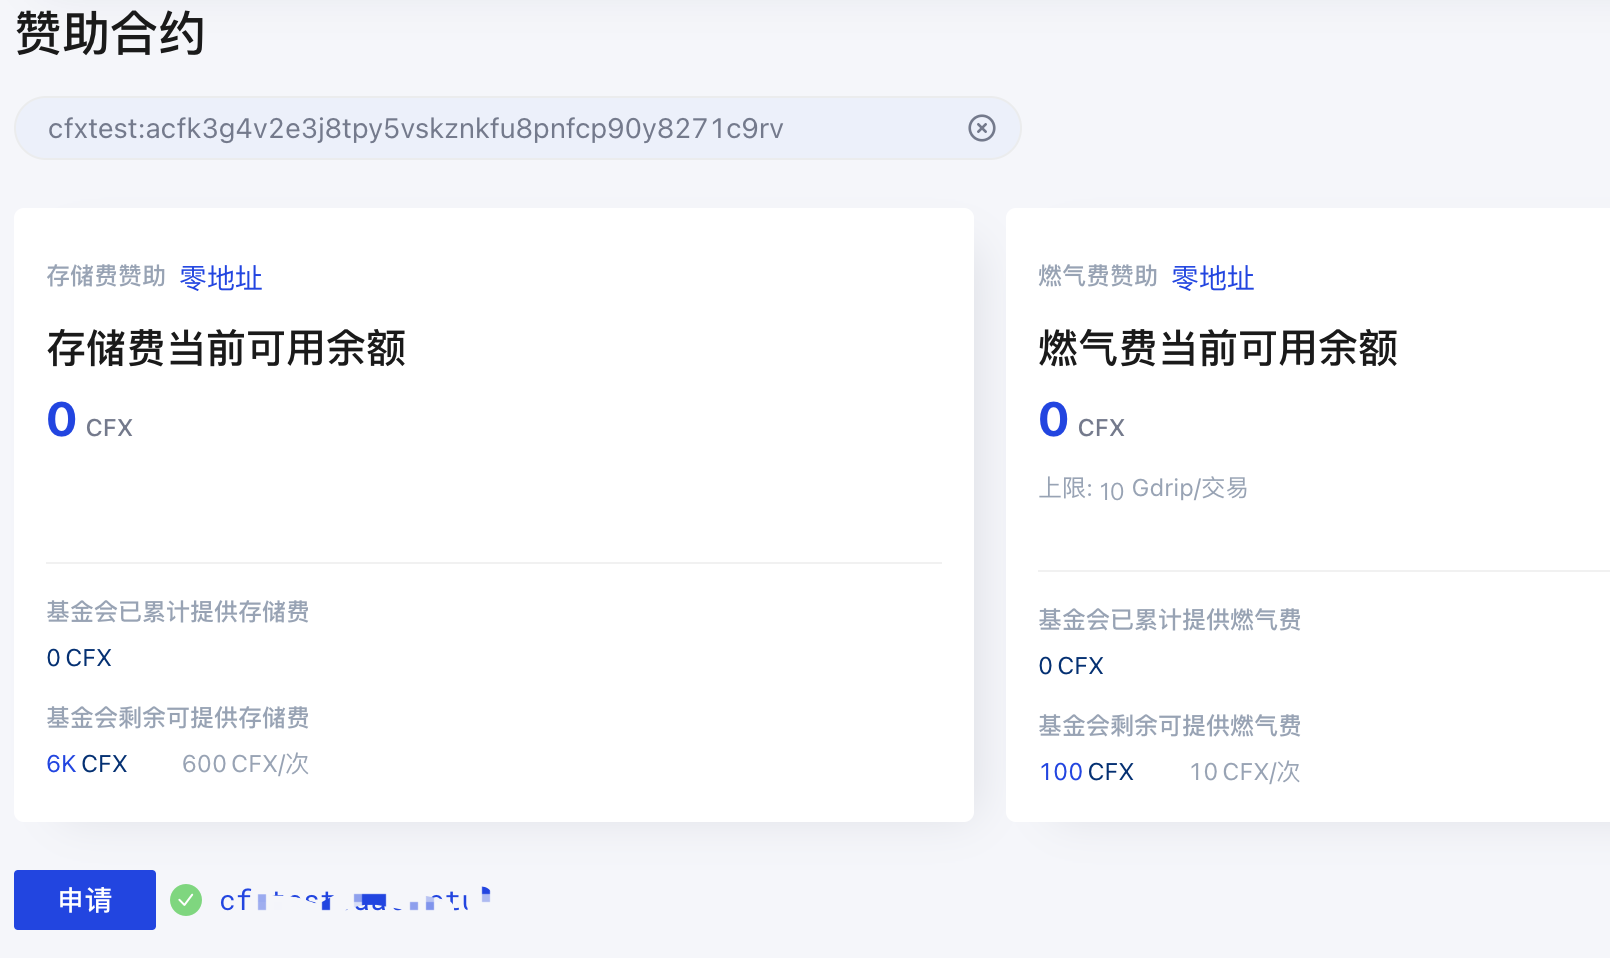 赞助合约
cfxtest:acfk3g4v2e3j8tpy5vskznkfu8pnfcp90y8271c9rv
存储费赞助 零地址
存储费当前可用余额
0 CFX
基金会已累计提供存储费
0 CFX
基金会剩余可提供存储费
6K CFX 600 CFX/次
燃气费赞助 零地址
燃气费当前可用余额
0 CFX
上限: 10 Gdrip/交易
基金会已累计提供燃气费
0 CFX
基金会剩余可提供燃气费
100 CFX 10 CFX/次
申请